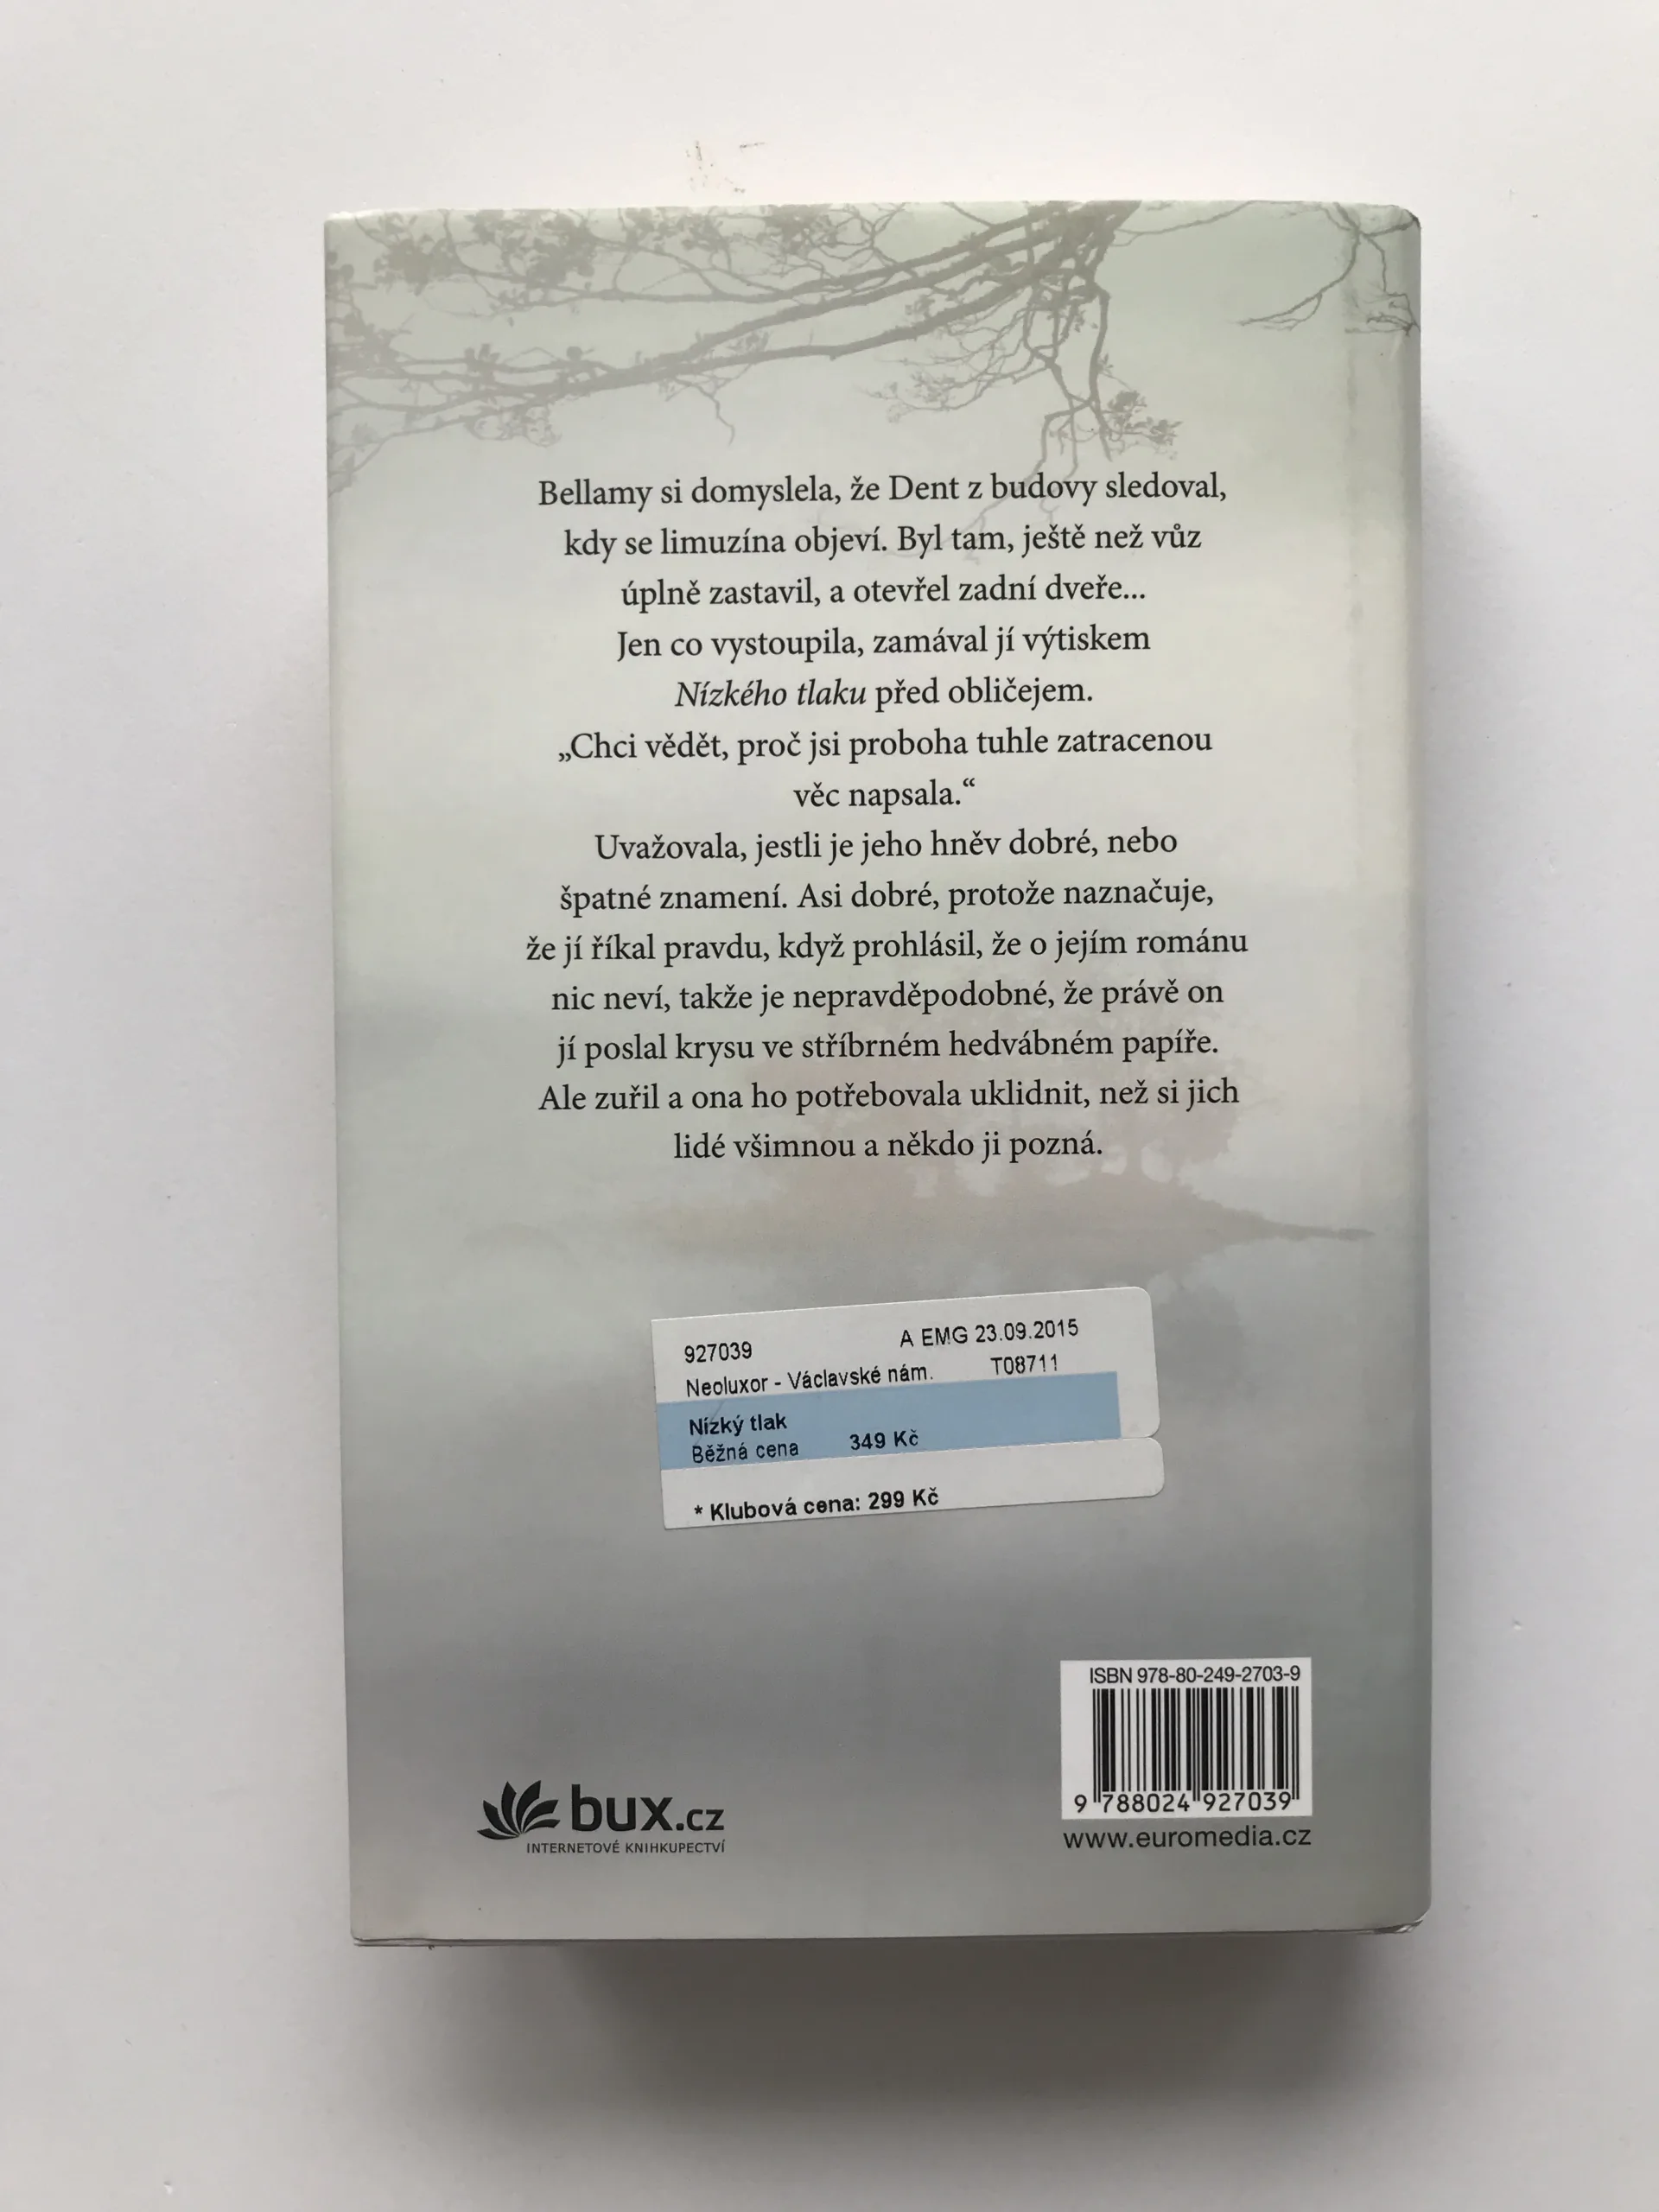 Bellamy si domyslela, že Dent z budovy sledoval,
kdy se limuzína objeví. Byl tam, ještě než vůz
úplně zastavil, a otevřel zadní dveře...
Jen co vystoupila, zamával jí výtiskem
Nízkého tlaku před obličejem.
„Chci vědět, proč jsi proboha tuhle zatracenou
věc napsala.“
Uvažovala, jestli je jeho hněv dobré, nebo
špatné znamení. Asi dobré, protože naznačuje,
že jí říkal pravdu, když prohlásil, že o jejím románu
nic neví, takže je nepravděpodobné, že právě on
jí poslal krysu ve stříbrném hedvábném papíře.
Ale zuřil a ona ho potřebovala uklidnit, než si jich
lidé všimnou a někdo ji pozná.
927039 A EMG 23.09.2015
Neoluxor - Václavské nám. T08711
Nízký tlak
Běžná cena 349 Kč
* Klubová cena: 299 Kč
ISBN 978-80-249-2703-9
9 788024 927039
www.euromedia.cz
bux.cz
INTERNETOVÉ KNIHKUPECTVÍ